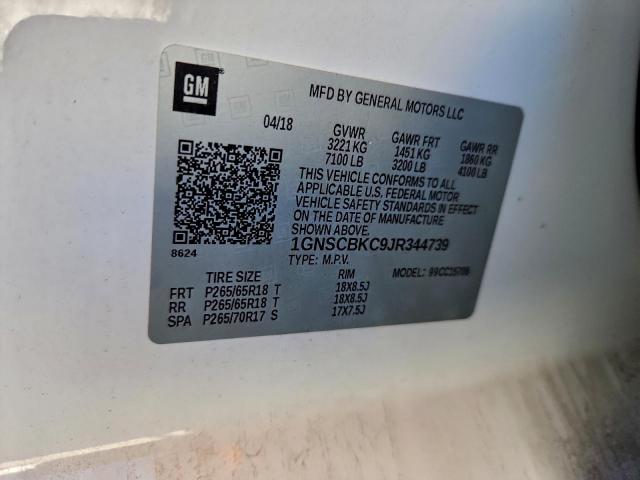 GM
MFD BY GENERAL MOTORS LLC
04/18 GVWR GAWR FRT GAWR RR
3221 KG 1451 KG 1860 KG
7100 LB 3200 LB 4100 LB
THIS VEHICLE CONFORMS TO ALL
APPLICABLE U.S. FEDERAL MOTOR
VEHICLE SAFETY STANDARDS IN
EFFECT ON DATE OF MANUFACTURE
SHOWN ABOVE.
8624 1GNSCBKC9JR344739
TYPE: M.P.V.
TIRE SIZE RIM MODEL: 99CC15706
FRT P265/65R18 T 18X8.5J
RR P265/65R18 T 18X8.5J
SPA P265/70R17 S 17X7.5J